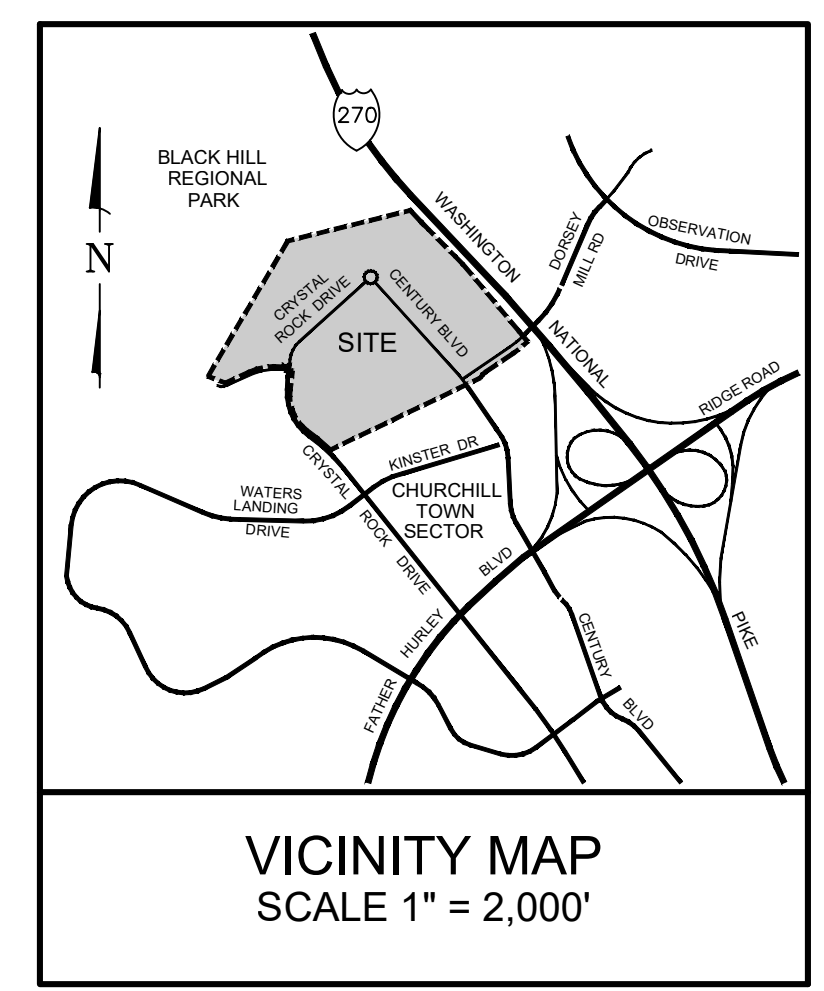 270
BLACK HILL
REGIONAL
PARK
N
WASHINGTON
NATIONAL
PIKE
DORSEY
MILL RD
OBSERVATION
DRIVE
CRYSTAL
ROCK DRIVE
CENTURY BLVD
SITE
RIDGE ROAD
KINSTER DR
CRYSTAL
ROCK
DRIVE
WATERS
LANDING
DRIVE
CHURCHILL
TOWN
SECTOR
FATHER
HURLEY
BLVD
CENTURY
BLVD
VICINITY MAP
SCALE 1" = 2,000'